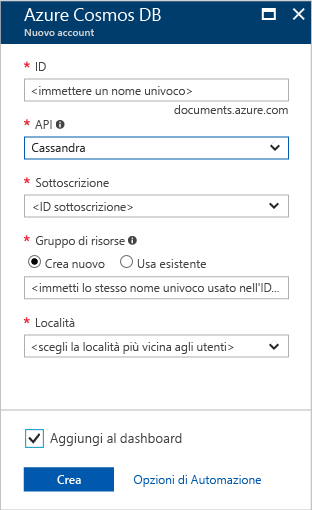 Azure Cosmos DB
Nuovo account
* ID
<immettere un nome univoco>
documents.azure.com
* API
Cassandra
* Sottoscrizione
<ID sottoscrizione>
* Gruppo di risorse
Crea nuovo Usa esistente
<immetti lo stesso nome univoco usato nell'ID...
* Località
<scegli la località più vicina agli utenti>
Aggiungi al dashboard
Crea Opzioni di Automazione